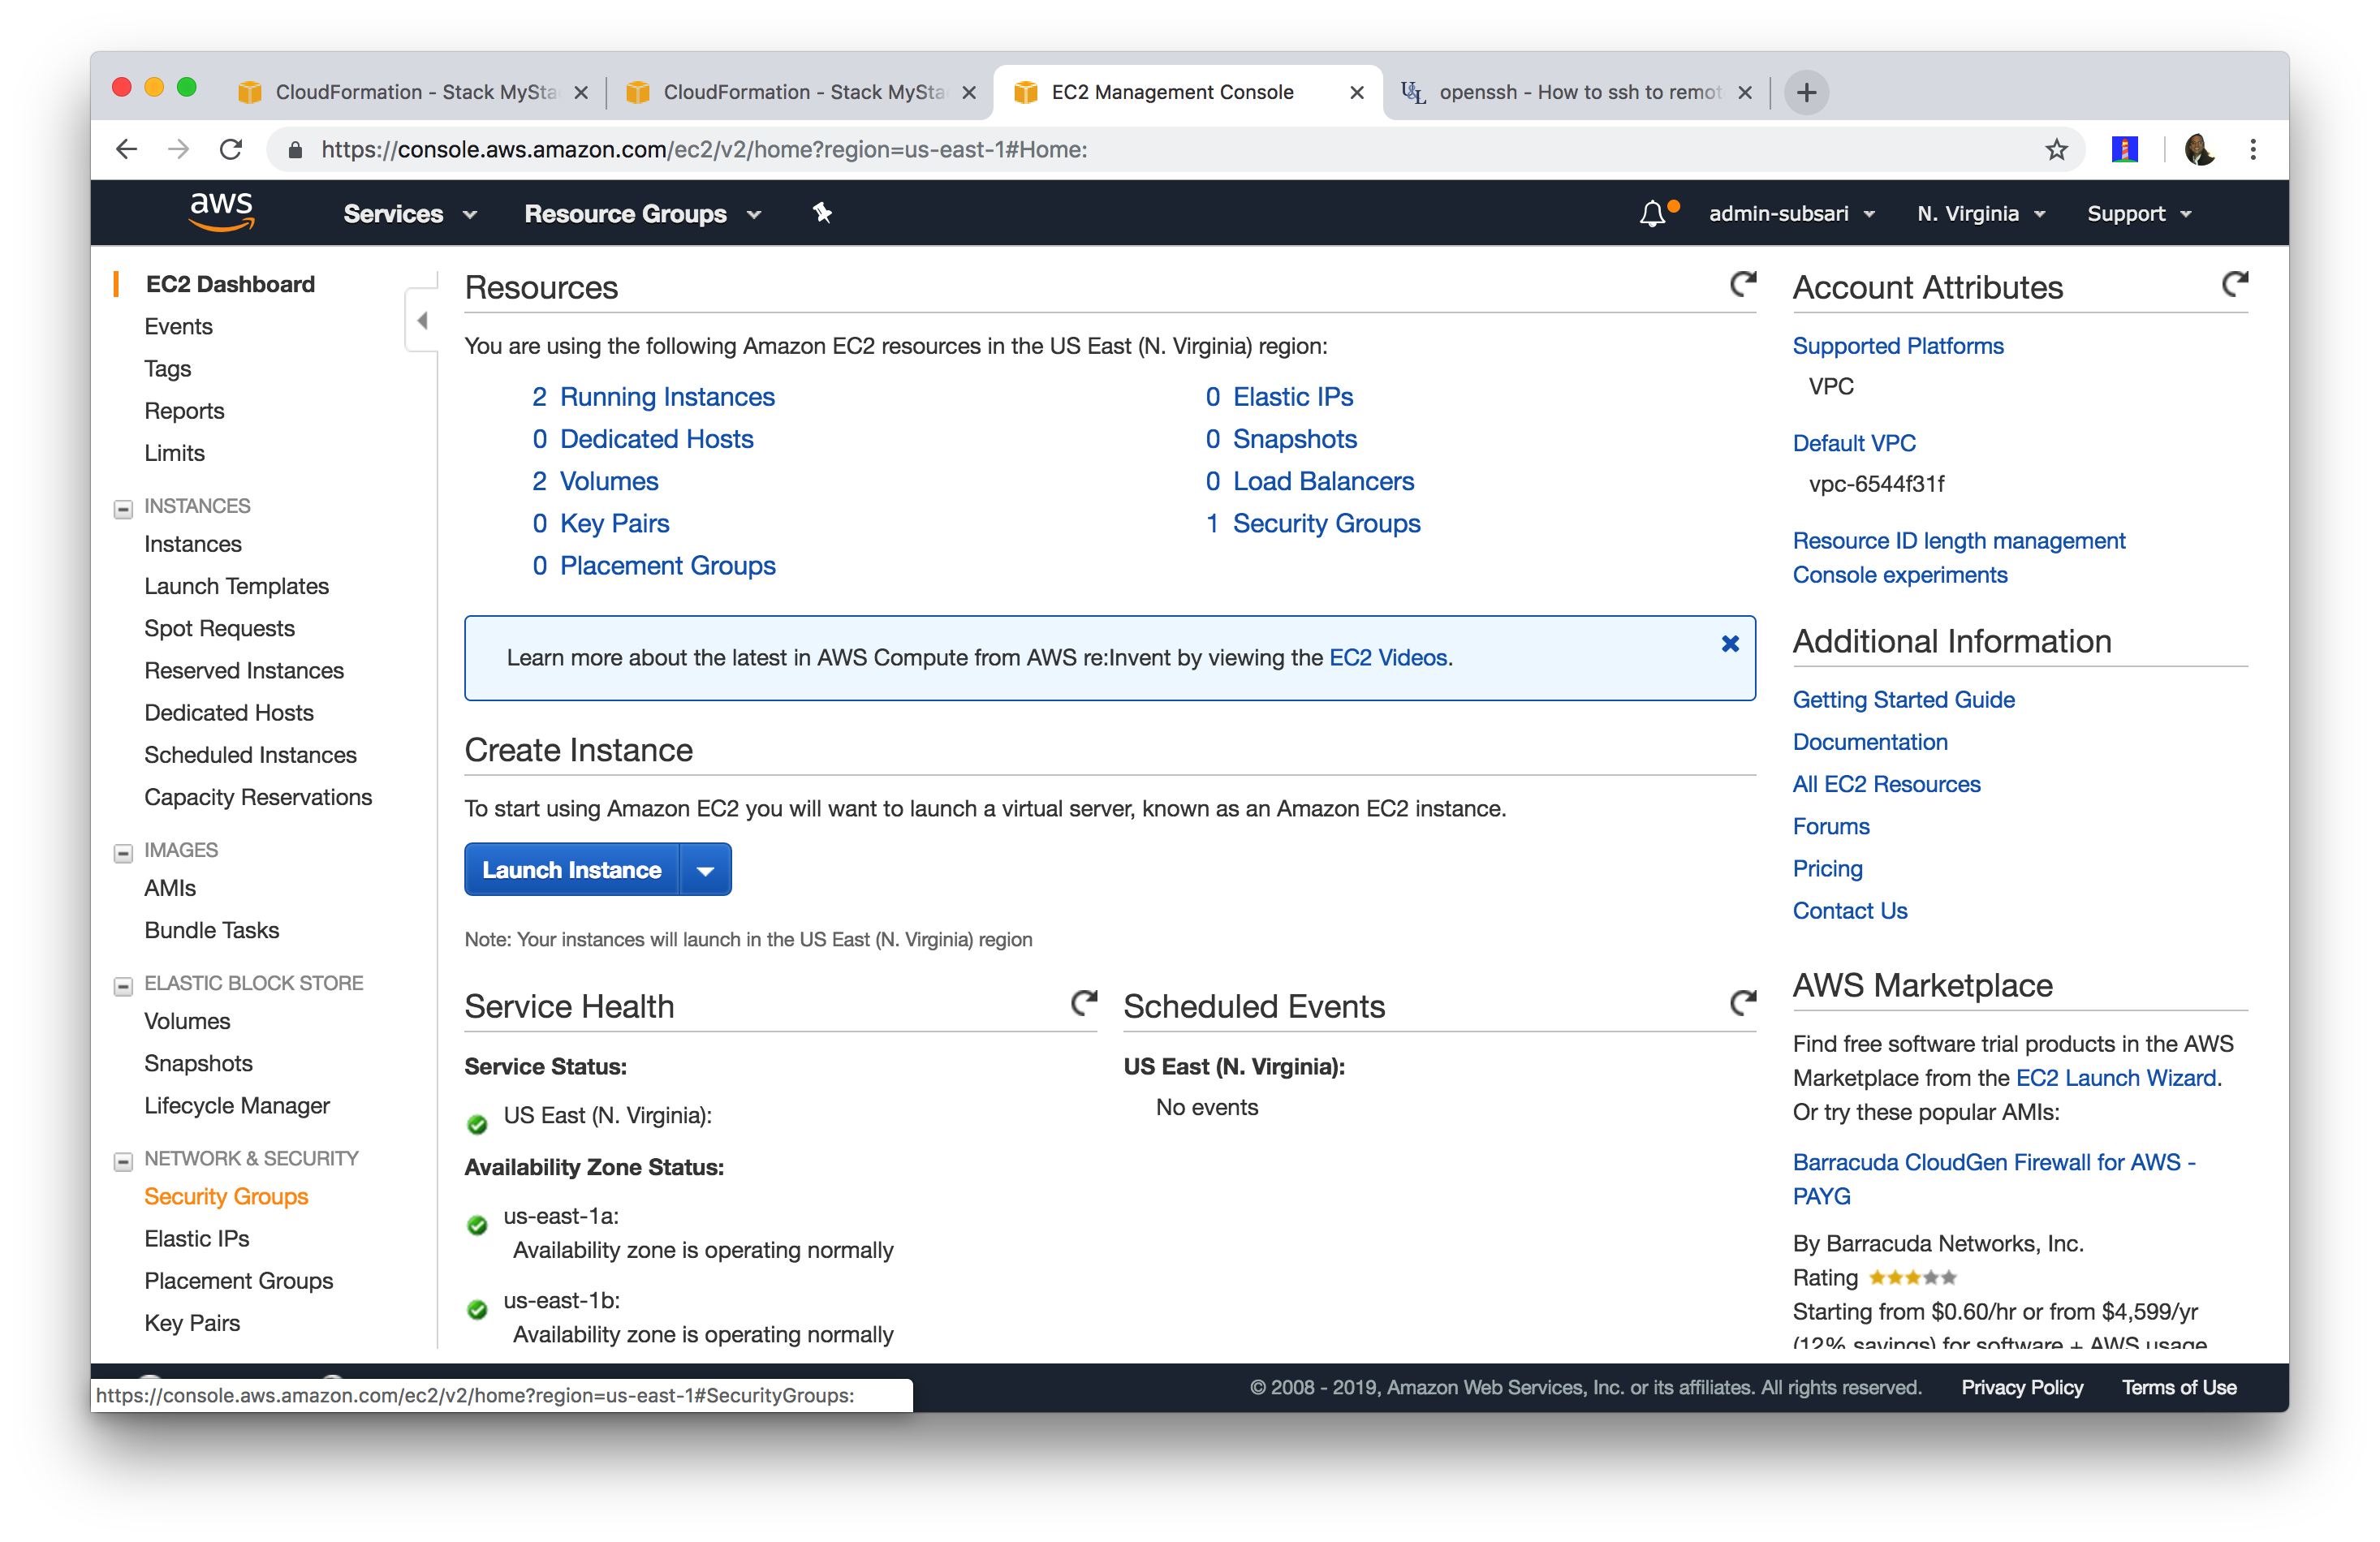 CloudFormation - Stack MySta
CloudFormation - Stack MySta
EC2 Management Console
openssh - How to ssh to remot
https://console.aws.amazon.com/ec2/v2/home?region=us-east-1#Home:
aws
Services
Resource Groups
admin-subsari
N. Virginia
Support
EC2 Dashboard
Events
Tags
Reports
Limits
INSTANCES
Instances
Launch Templates
Spot Requests
Reserved Instances
Dedicated Hosts
Scheduled Instances
Capacity Reservations
IMAGES
AMIs
Bundle Tasks
ELASTIC BLOCK STORE
Volumes
Snapshots
Lifecycle Manager
NETWORK & SECURITY
Security Groups
Elastic IPs
Placement Groups
Key Pairs
Resources
You are using the following Amazon EC2 resources in the US East (N. Virginia) region:
2 Running Instances
0 Dedicated Hosts
2 Volumes
0 Key Pairs
0 Placement Groups
0 Elastic IPs
0 Snapshots
0 Load Balancers
1 Security Groups
Learn more about the latest in AWS Compute from AWS re:Invent by viewing the EC2 Videos.
Create Instance
To start using Amazon EC2 you will want to launch a virtual server, known as an Amazon EC2 instance.
Launch Instance
Note: Your instances will launch in the US East (N. Virginia) region
Service Health
Service Status:
US East (N. Virginia):
Availability Zone Status:
us-east-1a:
Availability zone is operating normally
us-east-1b:
Availability zone is operating normally
Scheduled Events
US East (N. Virginia):
No events
Account Attributes
Supported Platforms
VPC
Default VPC
vpc-6544f31f
Resource ID length management
Console experiments
Additional Information
Getting Started Guide
Documentation
All EC2 Resources
Forums
Pricing
Contact Us
AWS Marketplace
Find free software trial products in the AWS
Marketplace from the EC2 Launch Wizard.
Or try these popular AMIs:
Barracuda CloudGen Firewall for AWS -
PAYG
By Barracuda Networks, Inc.
Rating
Starting from $0.60/hr or from $4,599/yr
(12% savings) for software + AWS usage
https://console.aws.amazon.com/ec2/v2/home?region=us-east-1#SecurityGroups:
© 2008 - 2019, Amazon Web Services, Inc. or its affiliates. All rights reserved.
Privacy Policy
Terms of Use